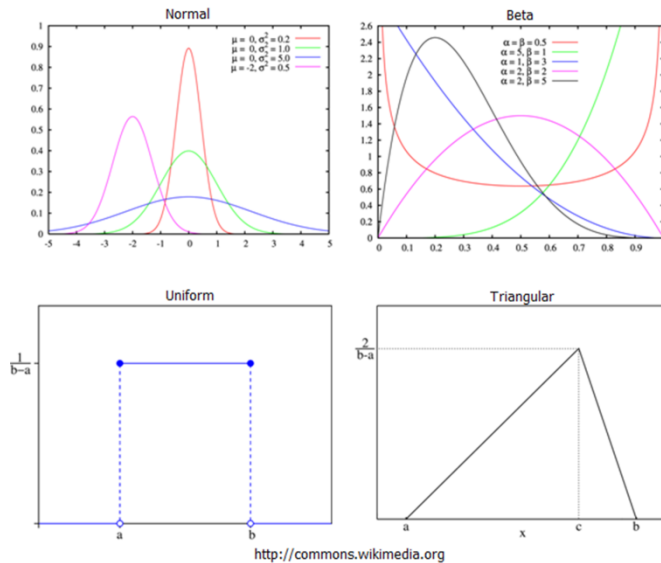 Normal
μ= 0, σ²= 0.2
μ= 0, σ²= 1.0
μ= 0, σ²= 5.0
μ= -2, σ²= 0.5
1
0.9
0.8
0.7
0.6
0.5
0.4
0.3
0.2
0.1
0
-5 -4 -3 -2 -1 0 1 2 3 4 5
Beta
α = β = 0.5
α = 5, β = 1
α = 1, β = 3
α = 2, β = 2
α = 2, β = 5
2.6
2.4
2.2
2
1.8
1.6
1.4
1.2
1
0.8
0.6
0.4
0.2
0
0 0.1 0.2 0.3 0.4 0.5 0.6 0.7 0.8 0.9
Uniform
1
b−a
a b
Triangular
2
b-a
a x c b
http://commons.wikimedia.org